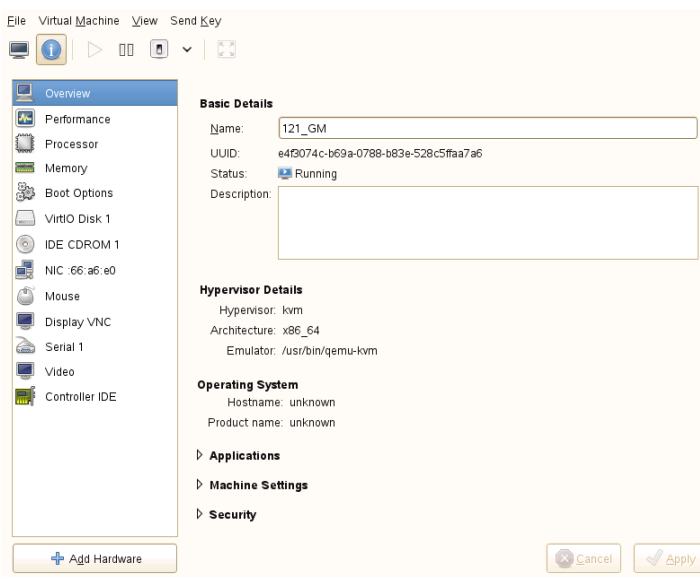 File Virtual Machine View Send Key
Overview
Performance
Processor
Memory
Boot Options
VirtIO Disk 1
IDE CDROM 1
NIC :66:a6:e0
Mouse
Display VNC
Serial 1
Video
Controller IDE
Add Hardware
Basic Details
Name: 121_GM
UUID: e4f3074c-b69a-0788-b83e-528c5ffaa7a6
Status: Running
Description:
Hypervisor Details
Hypervisor: kvm
Architecture: x86_64
Emulator: /usr/bin/qemu-kvm
Operating System
Hostname: unknown
Product name: unknown
Applications
Machine Settings
Security
Cancel Apply